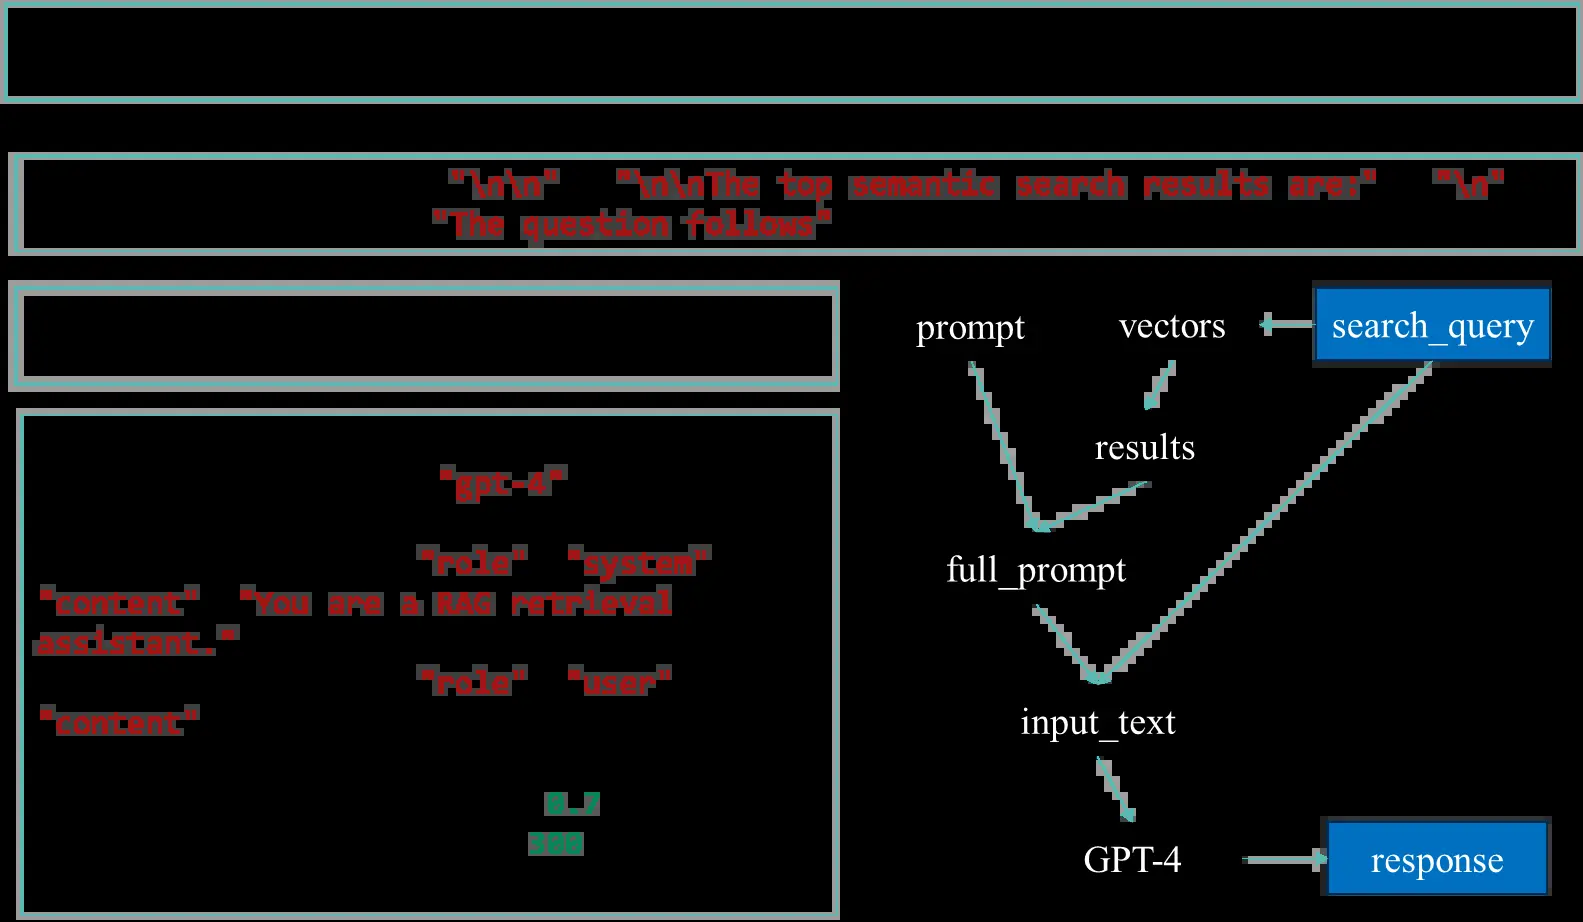 "\n\n" "\n\nThe top semantic search results are:" "\n"
"The question follows"
"gpt-4"
"role" "system"
"content" "You are a RAG retrieval
assistant."
"role" "user"
"content"
0.7
300
prompt vectors search_query
results
full_prompt
input_text
GPT-4 response